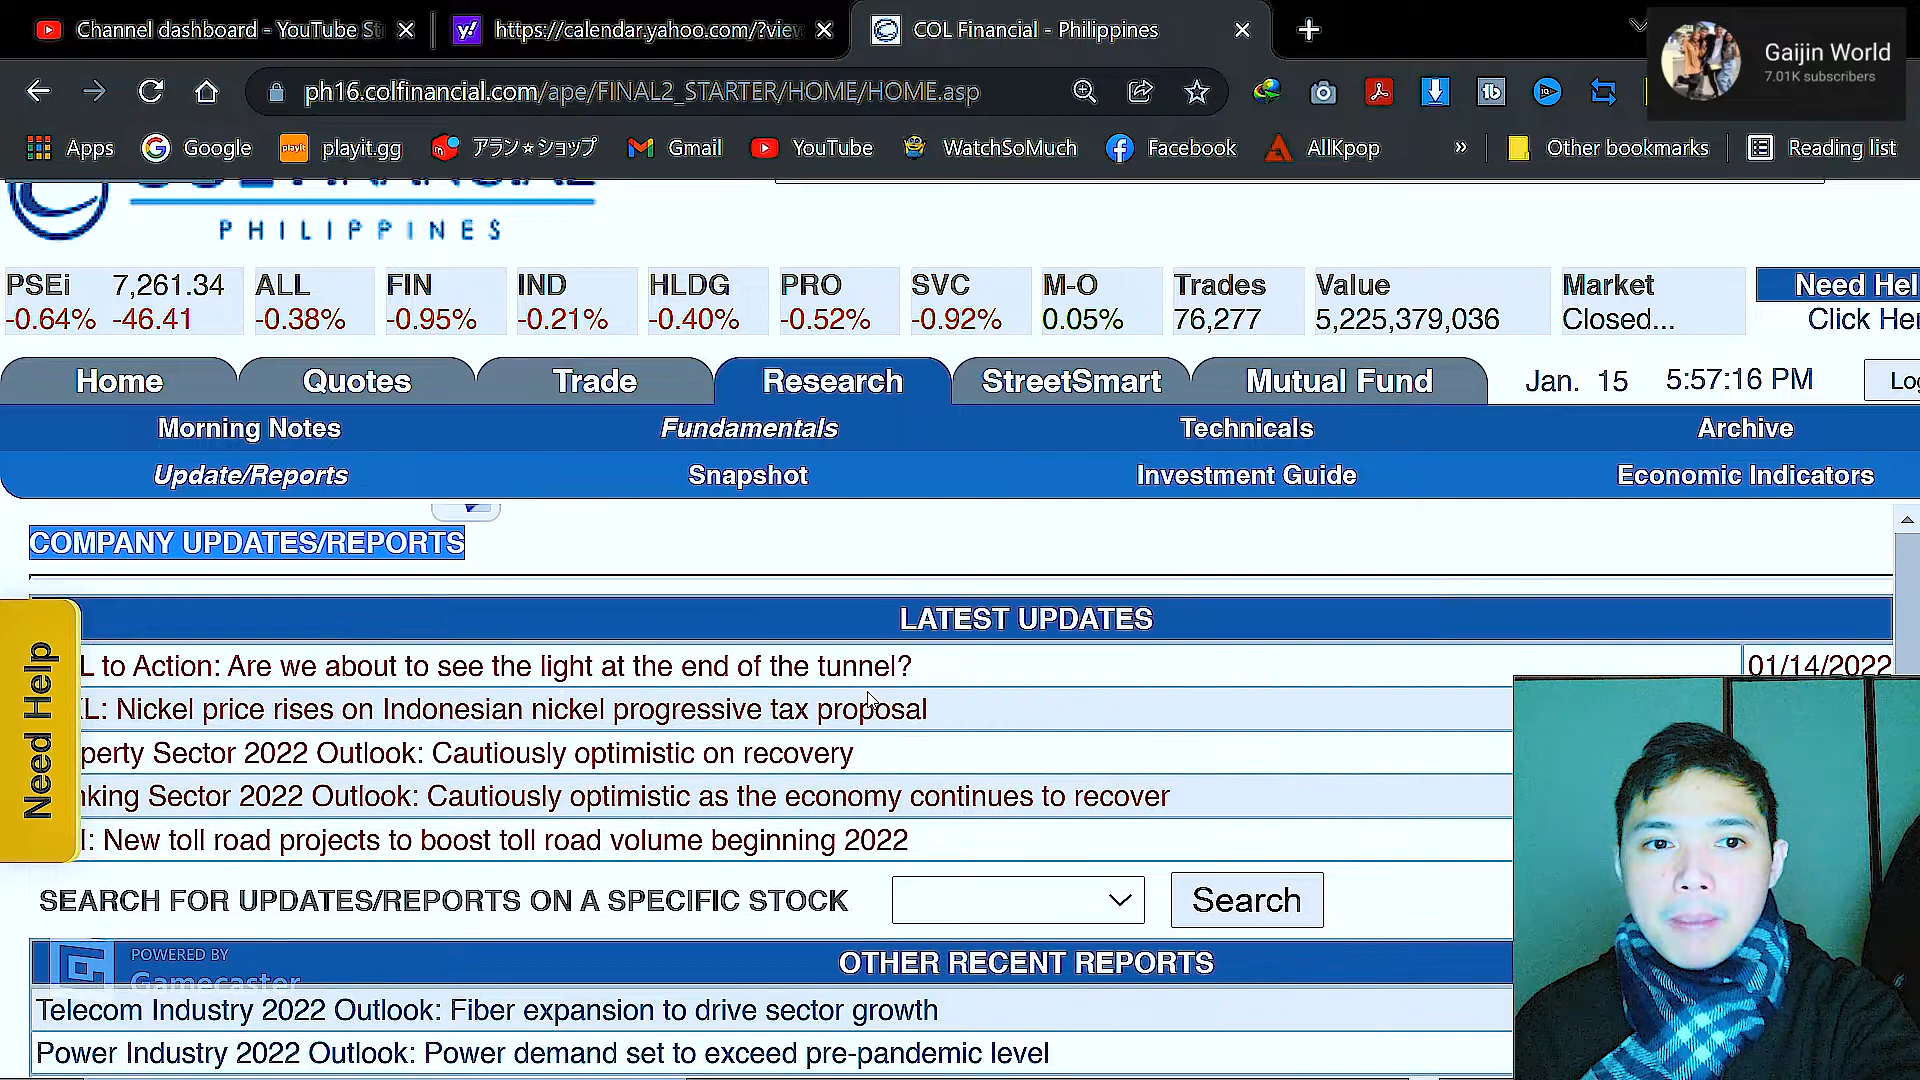 Channel dashboard - YouTube St
https://calendar.yahoo.com/?view
COL Financial - Philippines
Gaijin World
7.01K subscribers
ph16.colfinancial.com/ape/FINAL2_STARTER/HOME/HOME.asp
Apps
Google
playit.gg
アラン☆ショップ
Gmail
YouTube
WatchSoMuch
Facebook
AllKpop
»
Other bookmarks
Reading list
PHILIPPINES
PSEi 7,261.34 ALL FIN IND HLDG PRO SVC M-O Trades Value Market Need Hel
-0.64% -46.41 -0.38% -0.95% -0.21% -0.40% -0.52% -0.92% 0.05% 76,277 5,225,379,036 Closed... Click Her
Home Quotes Trade Research StreetSmart Mutual Fund Jan. 15 5:57:16 PM Log
Morning Notes Fundamentals Technicals Archive
Update/Reports Snapshot Investment Guide Economic Indicators
COMPANY UPDATES/REPORTS
LATEST UPDATES
L to Action: Are we about to see the light at the end of the tunnel? 01/14/2022
L: Nickel price rises on Indonesian nickel progressive tax proposal
perty Sector 2022 Outlook: Cautiously optimistic on recovery
nking Sector 2022 Outlook: Cautiously optimistic as the economy continues to recover
I: New toll road projects to boost toll road volume beginning 2022
Need Help
SEARCH FOR UPDATES/REPORTS ON A SPECIFIC STOCK Search
POWERED BY
Gamecaster
OTHER RECENT REPORTS
Telecom Industry 2022 Outlook: Fiber expansion to drive sector growth
Power Industry 2022 Outlook: Power demand set to exceed pre-pandemic level